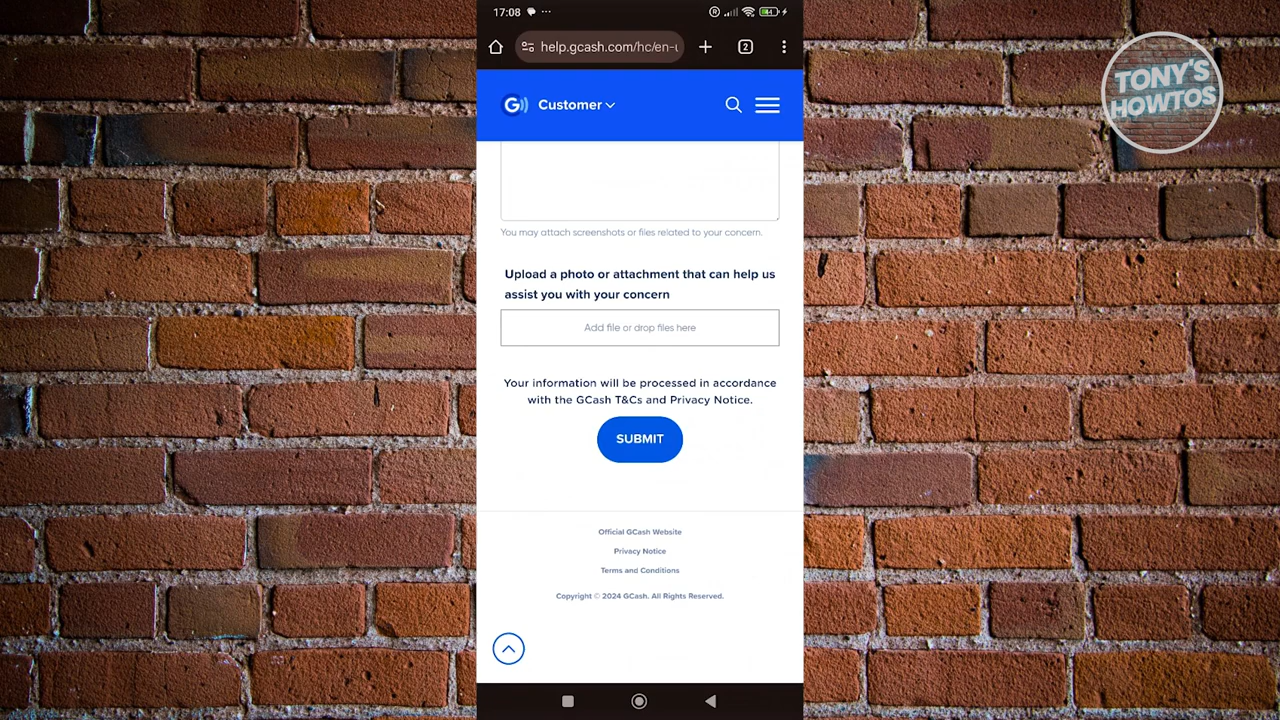 17:08
help.gcash.com/hc/en-u
2
TONY'S
HOWTOS
G
Customer
You may attach screenshots or files related to your concern.
Upload a photo or attachment that can help us
assist you with your concern
Add file or drop files here
Your information will be processed in accordance
with the GCash T&Cs and Privacy Notice.
SUBMIT
Official GCash Website
Privacy Notice
Terms and Conditions
Copyright © 2024 GCash. All Rights Reserved.